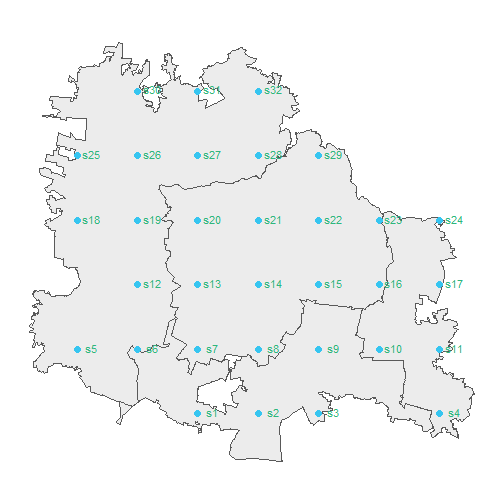 s30 s31 s32
s25 s26 s27 s28 s29
s18 s19 s20 s21 s22 s23 s24
s12 s13 s14 s15 s16 s17
s5 s6 s7 s8 s9 s10 s11
s1 s2 s3 s4